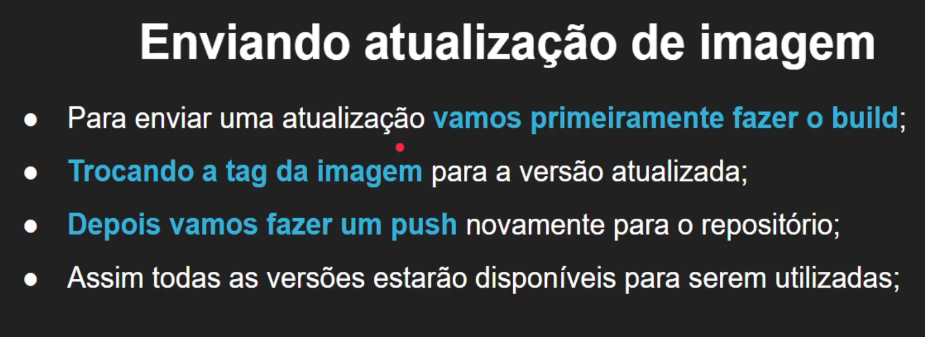 Enviando atualização de imagem
● Para enviar uma atualização vamos primeiramente fazer o build;
● Trocando a tag da imagem para a versão atualizada;
● Depois vamos fazer um push novamente para o repositório;
● Assim todas as versões estarão disponíveis para serem utilizadas;